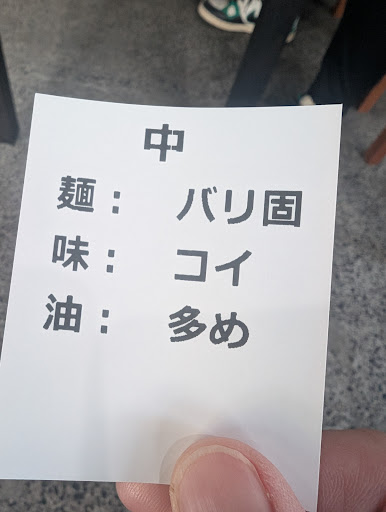 中
麺： バリ固
味： コイ
油： 多め